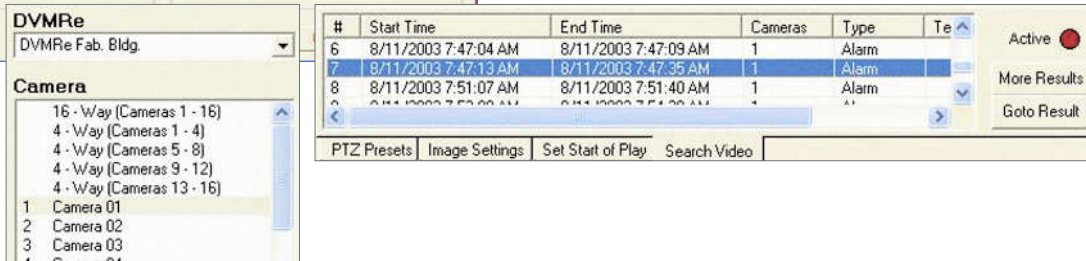 DVMRe
DVMRe Fab. Bldg.
Camera
16 - Way (Cameras 1 - 16)
4 - Way (Cameras 1 - 4)
4 - Way (Cameras 5 - 8)
4 - Way (Cameras 9 - 12)
4 - Way (Cameras 13 - 16)
1 Camera 01
2 Camera 02
3 Camera 03
# Start Time End Time Cameras Type Te
6 8/11/2003 7:47:04 AM 8/11/2003 7:47:09 AM 1 Alarm
7 8/11/2003 7:47:13 AM 8/11/2003 7:47:35 AM 1 Alarm
8 8/11/2003 7:51:07 AM 8/11/2003 7:51:40 AM 1 Alarm
Active
More Results
Goto Result
PTZ Presets Image Settings Set Start of Play Search Video